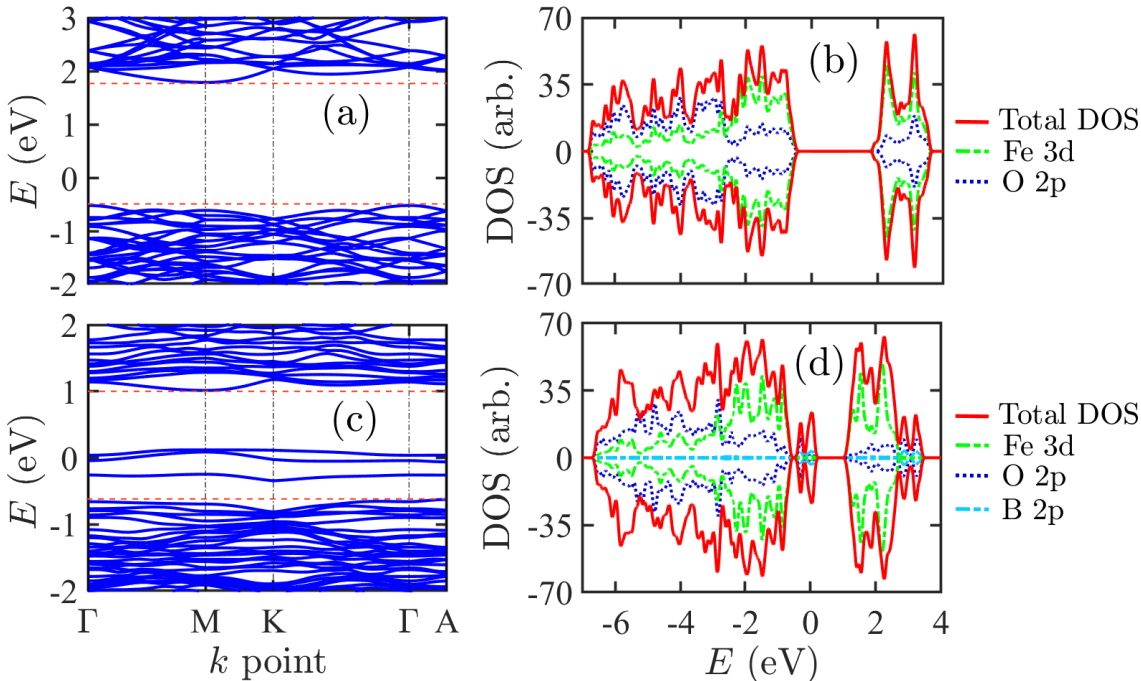 3
2
1
0
-1
-2
E (eV)
(a)
70
35
0
-35
-70
DOS (arb.)
(b)
Total DOS
Fe 3d
O 2p
2
1
0
-1
-2
E (eV)
(c)
Γ
M
K
Γ
A
k point
70
35
0
-35
-70
DOS (arb.)
(d)
-6
-4
-2
0
2
4
E (eV)
Total DOS
Fe 3d
O 2p
B 2p